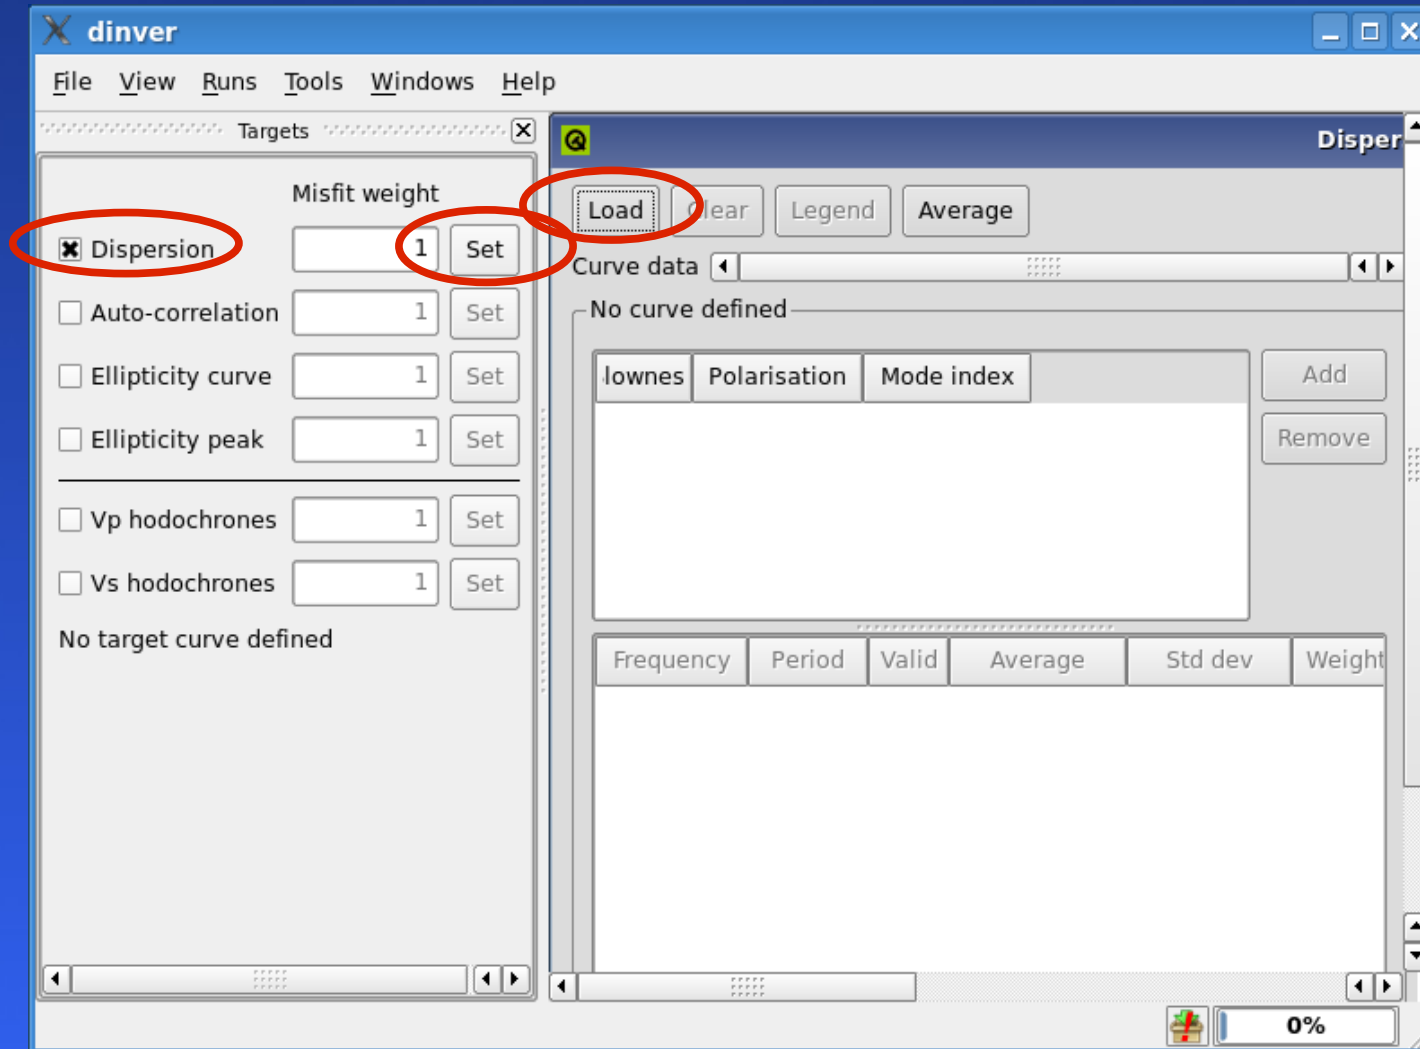 dinver
File View Runs Tools Windows Help
Targets
Misfit weight
Dispersion 1 Set
Auto-correlation 1 Set
Ellipticity curve 1 Set
Ellipticity peak 1 Set
Vp hodochrones 1 Set
Vs hodochrones 1 Set
No target curve defined
Disper
Load Clear Legend Average
Curve data
No curve defined
lownes Polarisation Mode index
Add
Remove
Frequency Period Valid Average Std dev Weight
0%